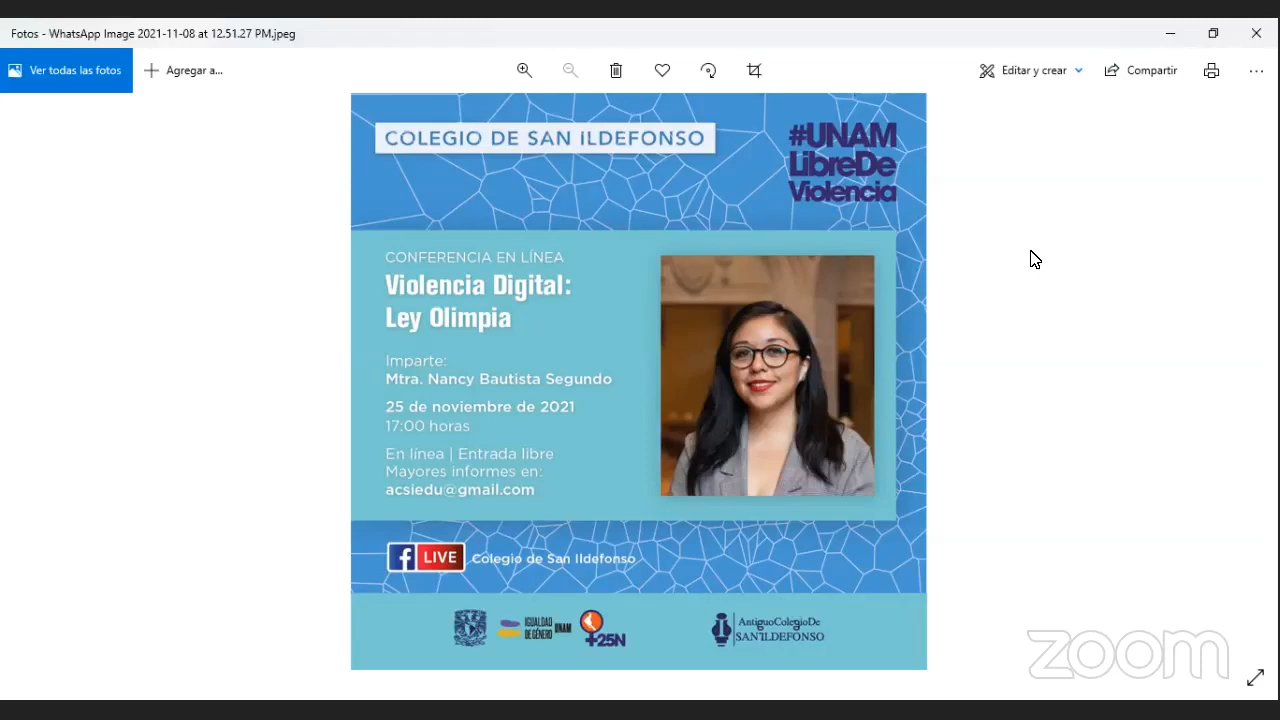 Fotos - WhatsApp Image 2021-11-08 at 12.51.27 PM.jpeg
Ver todas las fotos
Agregar a...
Editar y crear
Compartir
COLEGIO DE SAN ILDEFONSO
#UNAM
LibreDe
Violencia
CONFERENCIA EN LÍNEA
Violencia Digital:
Ley Olimpia
Imparte:
Mtra. Nancy Bautista Segundo
25 de noviembre de 2021
17:00 horas
En línea | Entrada libre
Mayores informes en:
acsiedu@gmail.com
f LIVE Colegio de San Ildefonso
IGUALDAD
DE GÉNERO UNAM
+25N
AntiguoColegioDe
SANILDEFONSO
zoom